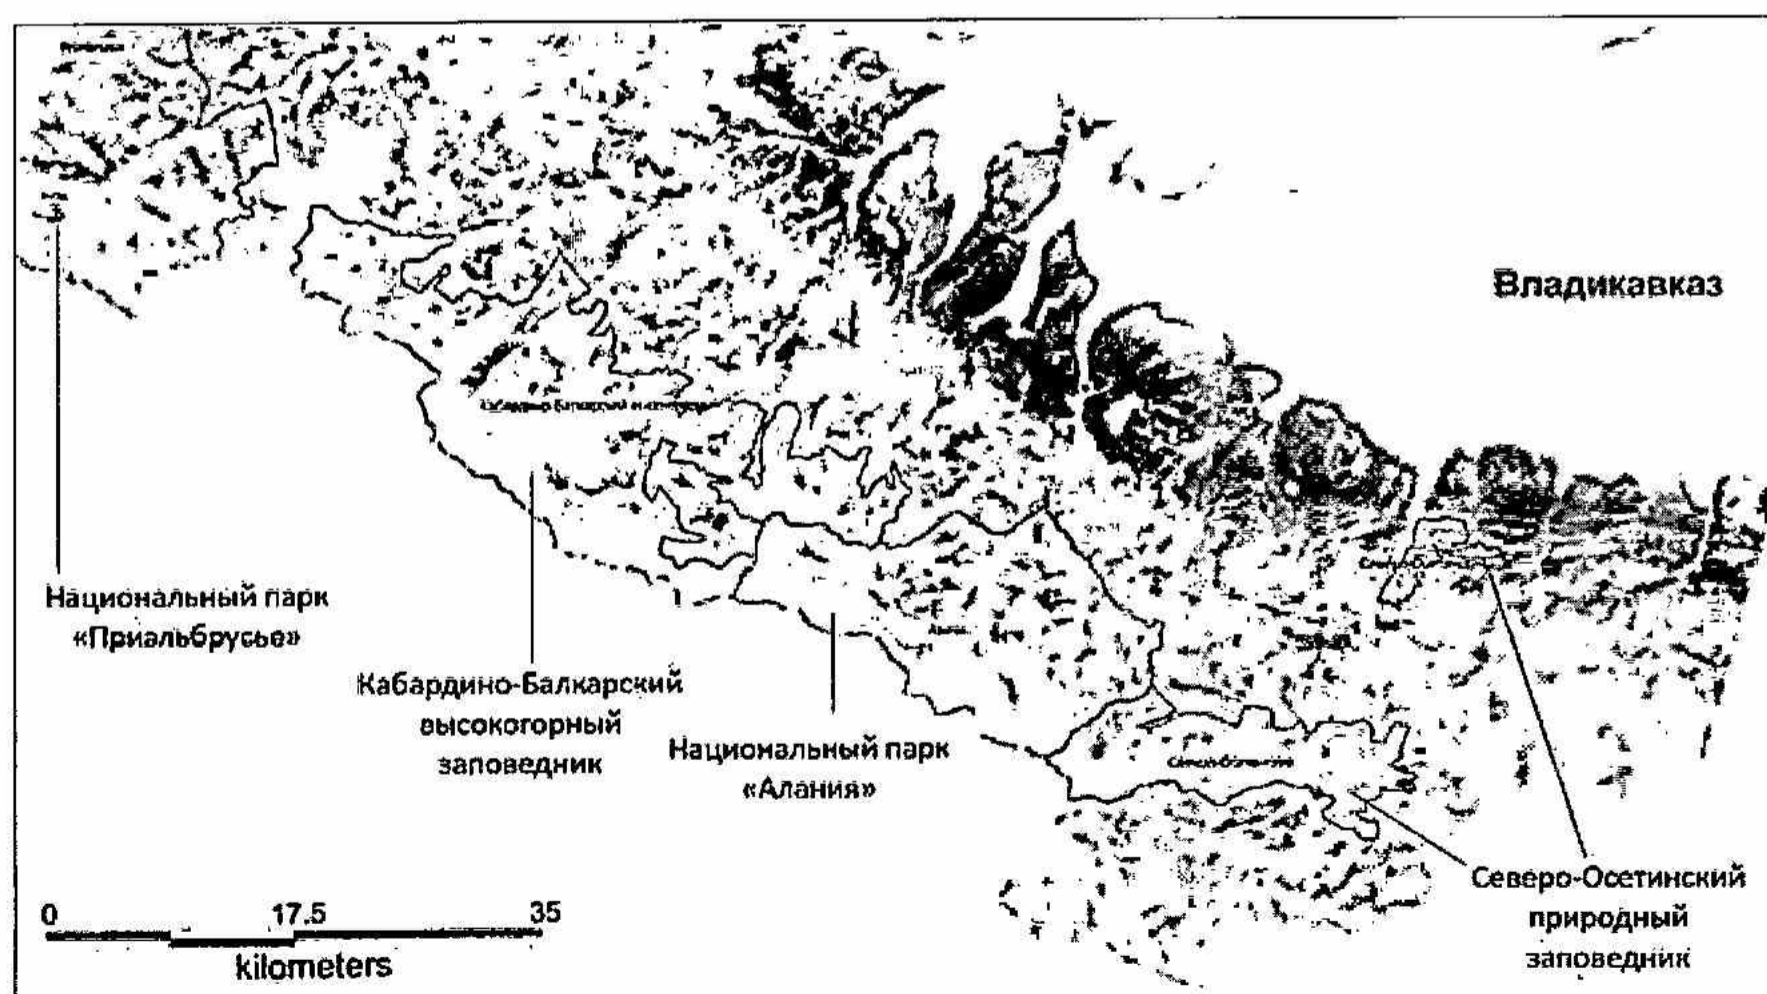 Владикавказ
Национальный парк
«Приальбрусье»
Кабардино-Балкарский
высокогорный
заповедник
Национальный парк
«Алания»
Северо-Осетинский
природный
заповедник
0 17.5 35
kilometers